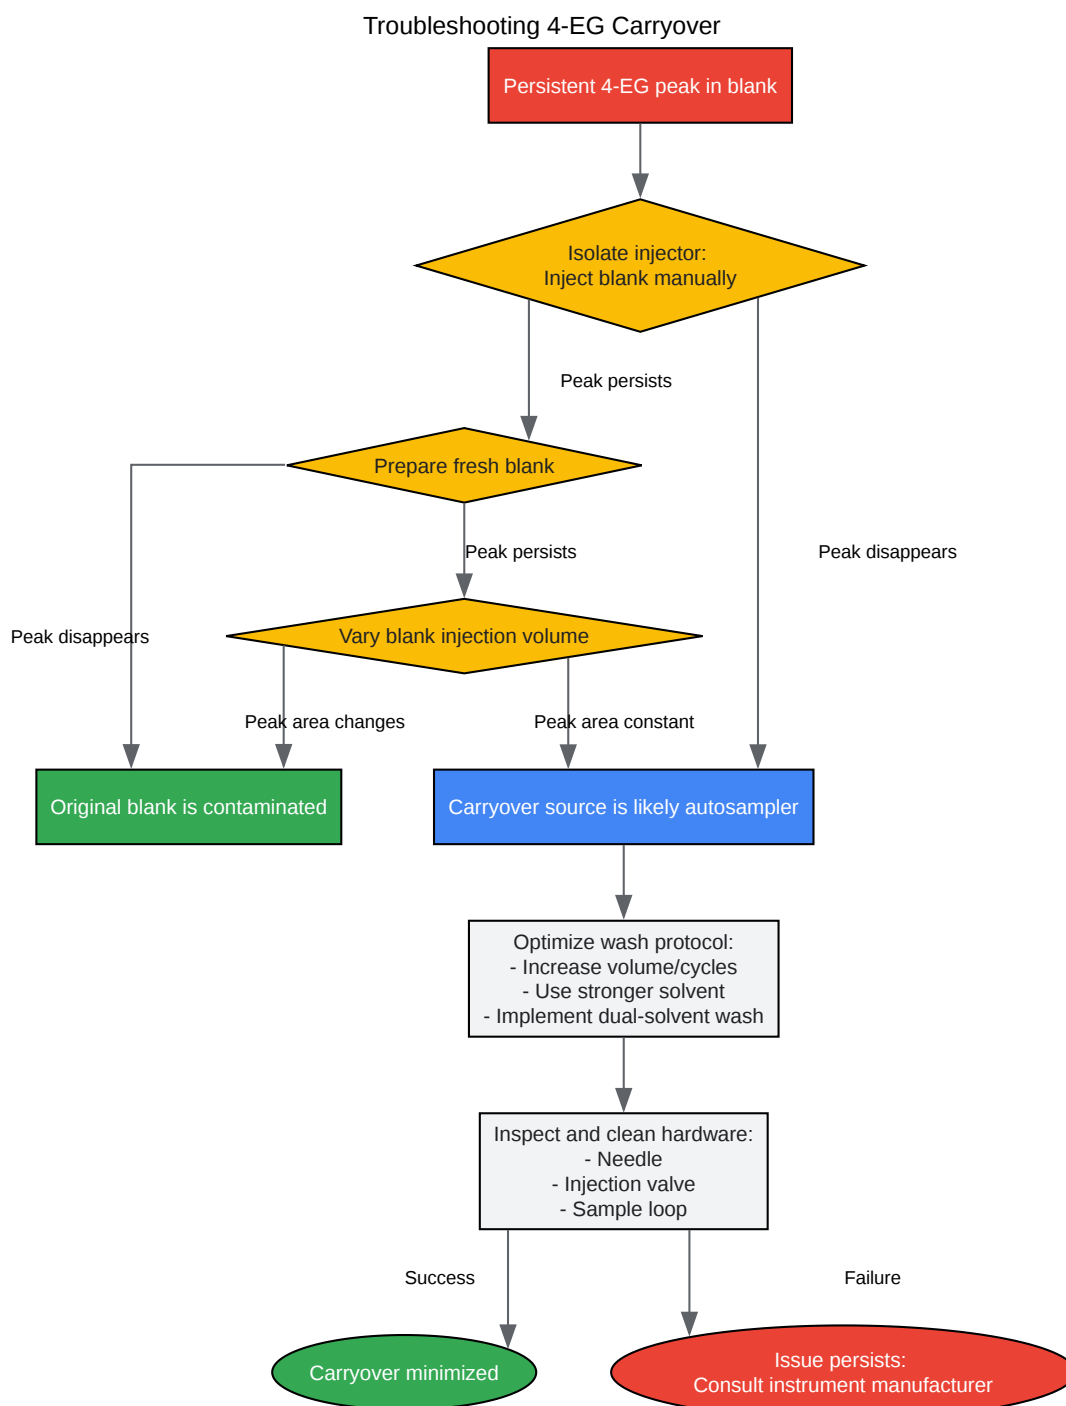 Troubleshooting 4-EG Carryover
Persistent 4-EG peak in blank
Isolate injector:
Inject blank manually
Peak persists
Prepare fresh blank
Peak persists
Peak disappears
Peak disappears
Vary blank injection volume
Peak area changes
Peak area constant
Original blank is contaminated
Carryover source is likely autosampler
Optimize wash protocol:
- Increase volume/cycles
- Use stronger solvent
- Implement dual-solvent wash
Inspect and clean hardware:
- Needle
- Injection valve
- Sample loop
Success
Failure
Carryover minimized
Issue persists:
Consult instrument manufacturer